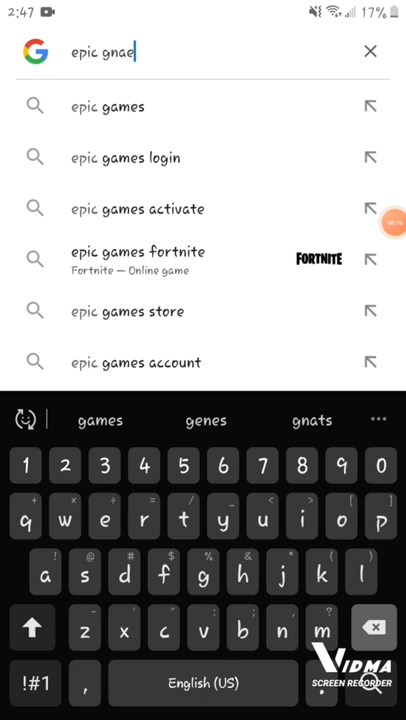 2:47 17%
epic gnae
epic games
epic games login
epic games activate
epic games fortnite
Fortnite — Online game
FORTNITE
epic games store
epic games account
games genes gnats
1 2 3 4 5 6 7 8 9 0
+ × ÷ = / _ < > [ ]
q w e r t y u i o p
! @ # $ % & * ( )
a s d f g h j k l
- ' " : ; , ?
z x c v b n m
!#1 , English (US) .
VIDMA
SCREEN RECORDER